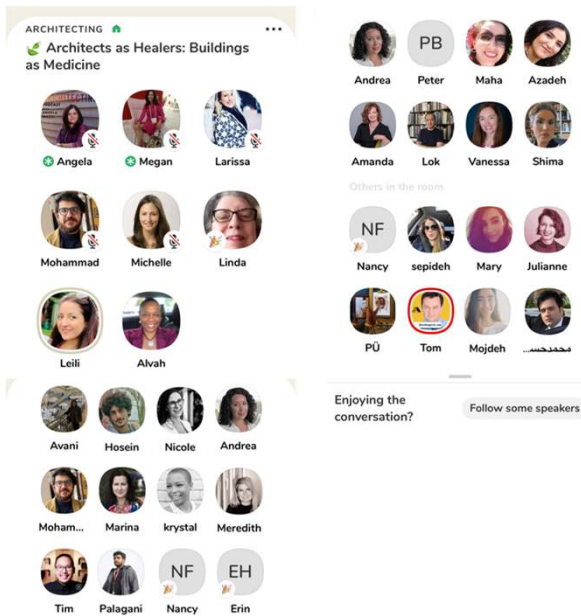 ARCHITECTING
Architects as Healers: Buildings
as Medicine
Angela Megan Larissa
Mohammad Michelle Linda
Leili Alvah
Avani Hosein Nicole Andrea
Moham... Marina krystal Meredith
NF EH
Tim Palagani Nancy Erin
PB
Andrea Peter Maha Azadeh
Amanda Lok Vanessa Shima
Others in the room
NF
Nancy sepideh Mary Julianne
PÜ Tom Mojdeh محمدحسـ...
Enjoying the
conversation?
Follow some speakers